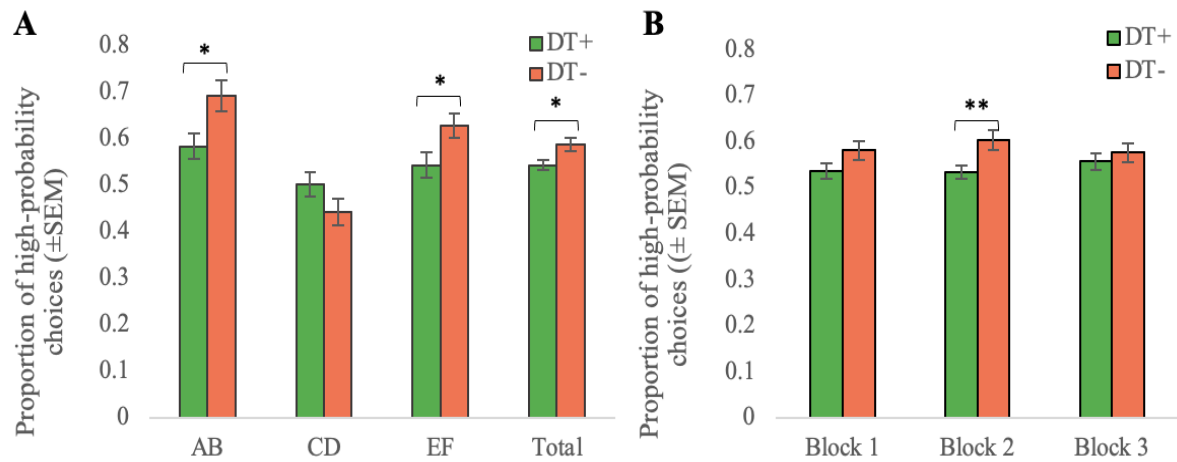 A
Proportion of high-probability
choices (±SEM)
0.8
0.7
0.6
0.5
0.4
0.3
0.2
0.1
0
*
*
*
DT+
DT-
AB CD EF Total
B
Proportion of high-probability
choices ((± SEM)
0.8
0.7
0.6
0.5
0.4
0.3
0.2
0.1
0
**
DT+
DT-
Block 1 Block 2 Block 3